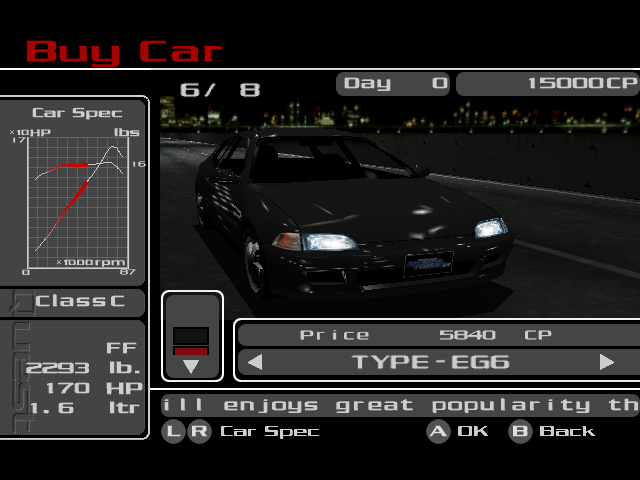 Buy Car
6/ 8
Day 0
15000CP
Car Spec
×10HP lbs
17
16
×1000rpm
0 87
ClassC
FF
2293 lb.
170 HP
1.6 ltr
Quest
Price 5840 CP
TYPE-EG6
ill enjoys great popularity th
L R Car Spec
A OK B Back